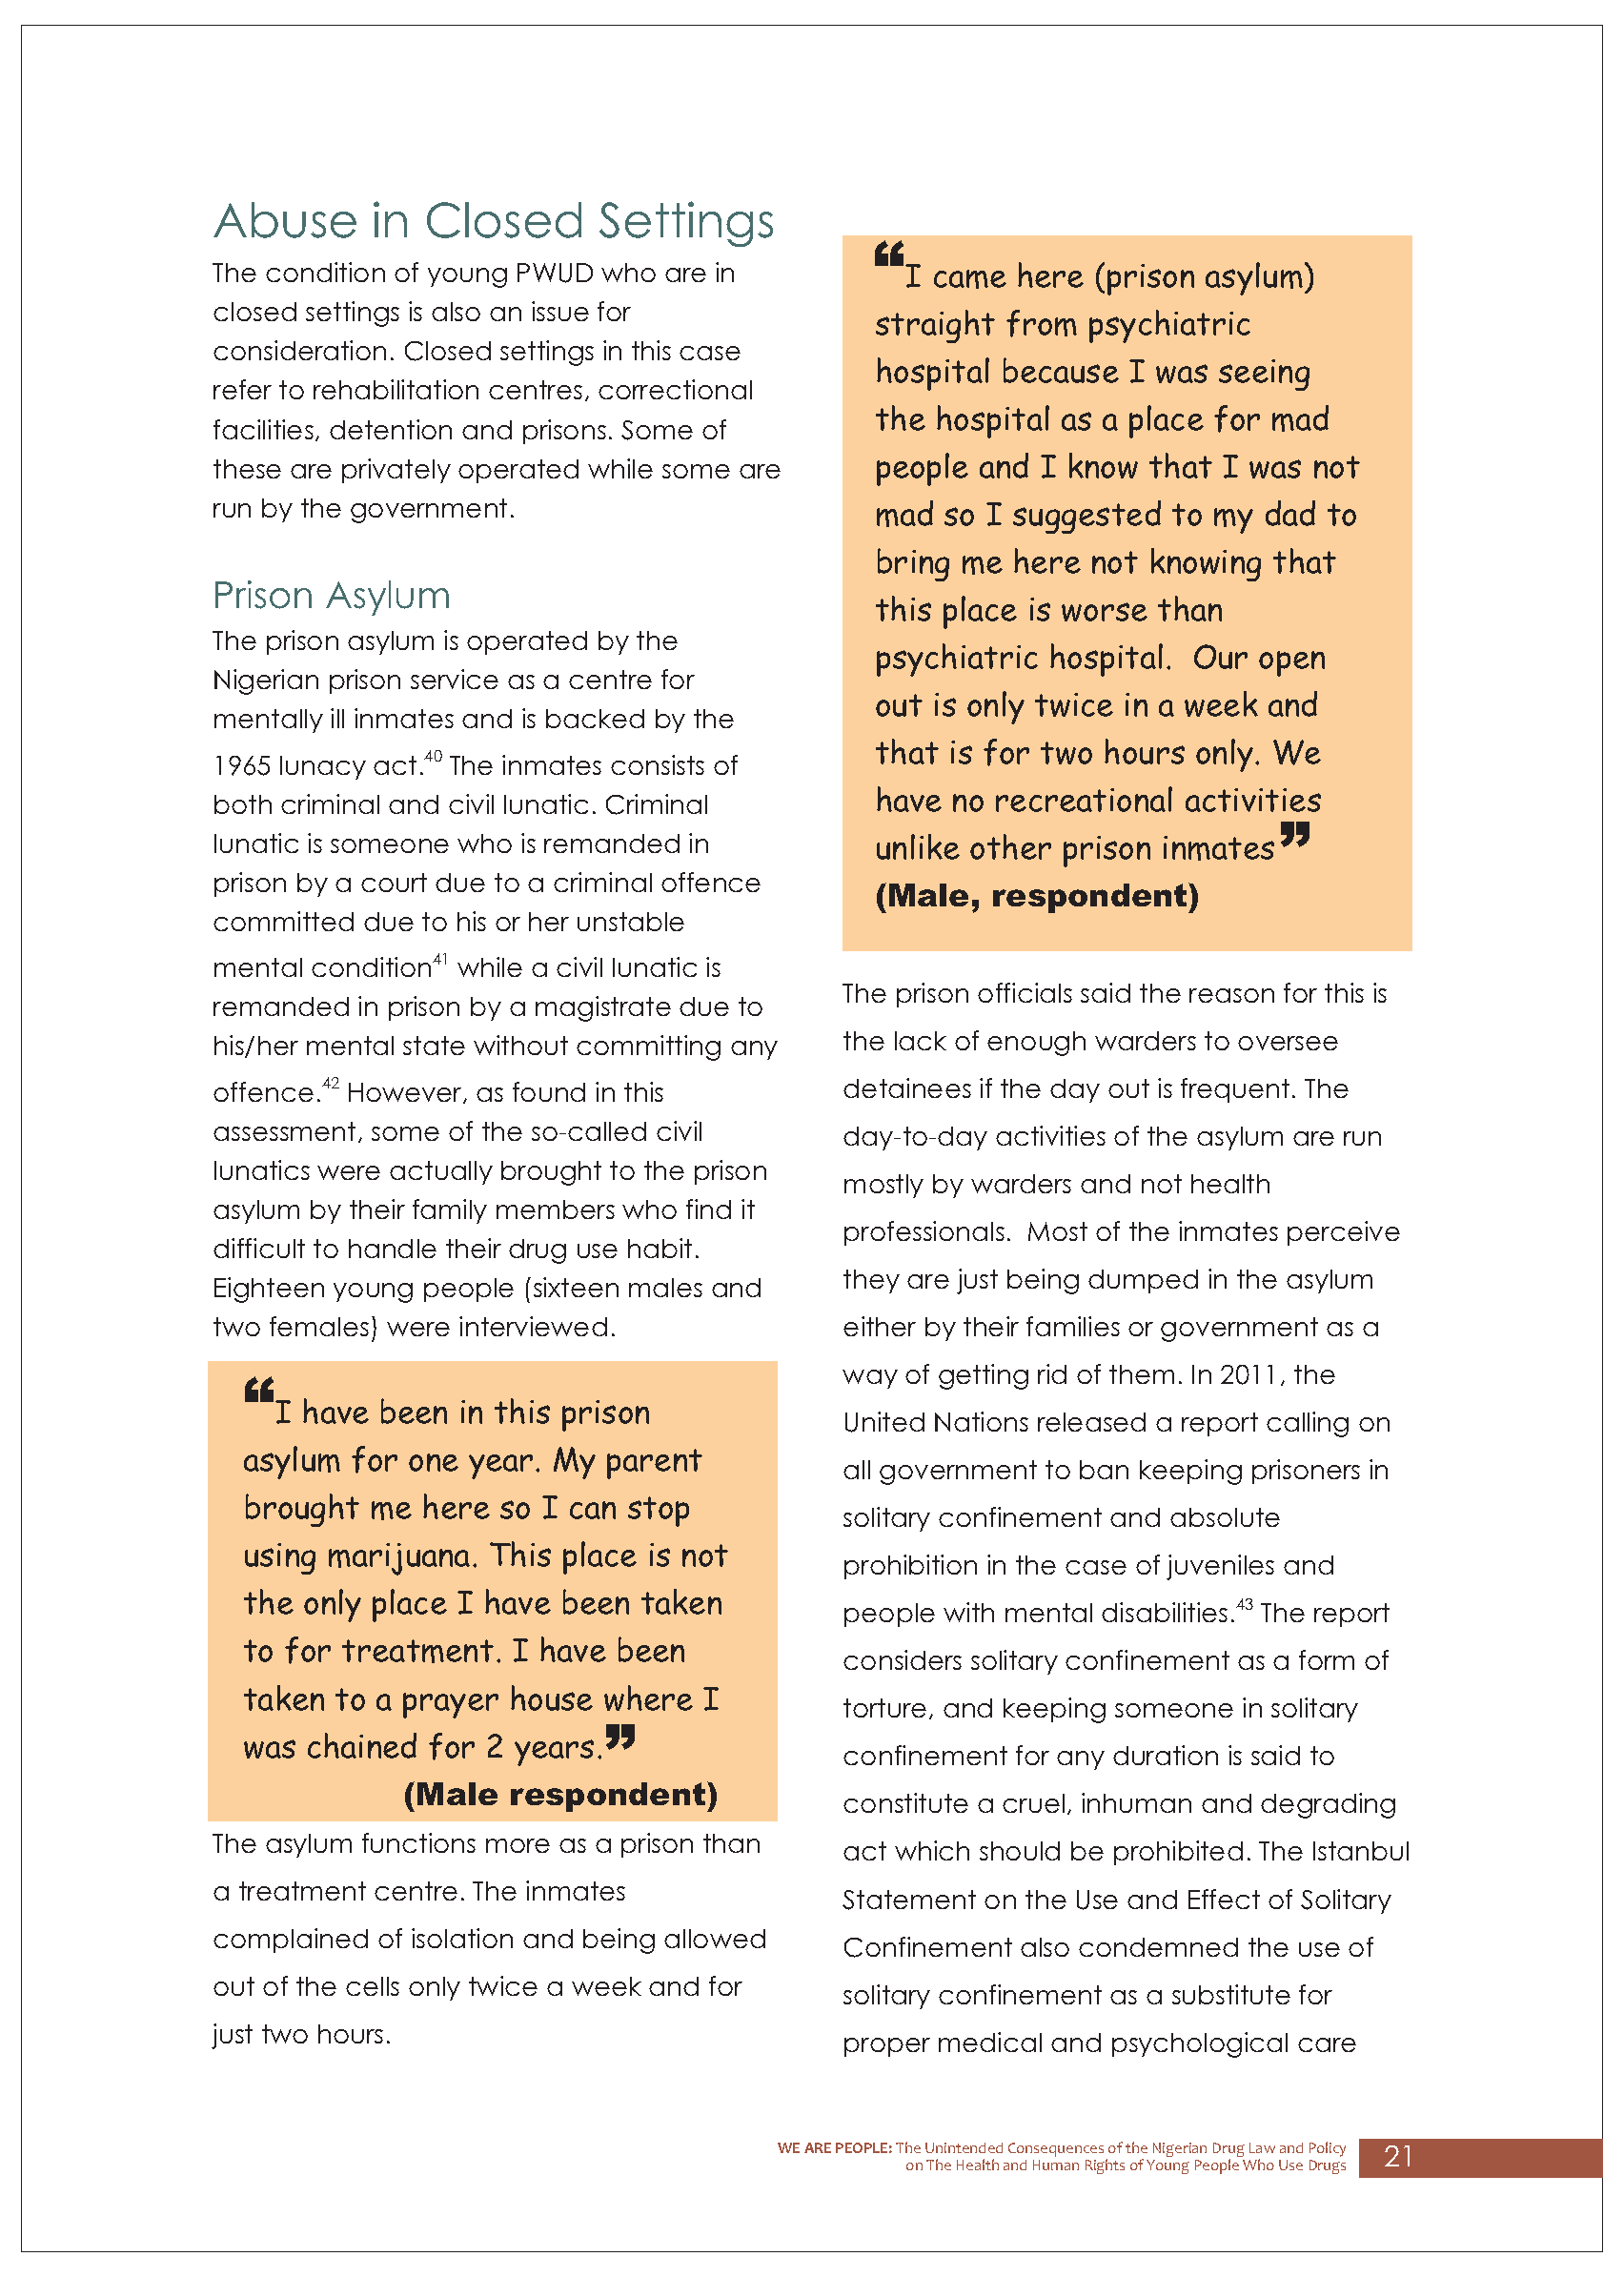 Abuse in Closed Settings
The condition of young PWUD who are in
closed settings is also an issue for
consideration. Closed settings in this case
refer to rehabilitation centres, correctional
facilities, detention and prisons. Some of
these are privately operated while some are
run by the government.
Prison Asylum
The prison asylum is operated by the
Nigerian prison service as a centre for
mentally ill inmates and is backed by the
1965 lunacy act.40 The inmates consists of
both criminal and civil lunatic. Criminal
lunatic is someone who is remanded in
prison by a court due to a criminal offence
committed due to his or her unstable
mental condition41 while a civil lunatic is
remanded in prison by a magistrate due to
his/her mental state without committing any
offence.42 However, as found in this
assessment, some of the so-called civil
lunatics were actually brought to the prison
asylum by their family members who find it
difficult to handle their drug use habit.
Eighteen young people (sixteen males and
two females) were interviewed.
“I have been in this prison
asylum for one year. My parent
brought me here so I can stop
using marijuana. This place is not
the only place I have been taken
to for treatment. I have been
taken to a prayer house where I
was chained for 2 years.”
(Male respondent)
The asylum functions more as a prison than
a treatment centre. The inmates
complained of isolation and being allowed
out of the cells only twice a week and for
just two hours.
“I came here (prison asylum)
straight from psychiatric
hospital because I was seeing
the hospital as a place for mad
people and I know that I was not
mad so I suggested to my dad to
bring me here not knowing that
this place is worse than
psychiatric hospital.  Our open
out is only twice in a week and
that is for two hours only. We
have no recreational activities
unlike other prison inmates”
(Male, respondent)
The prison officials said the reason for this is
the lack of enough warders to oversee
detainees if the day out is frequent. The
day-to-day activities of the asylum are run
mostly by warders and not health
professionals.  Most of the inmates perceive
they are just being dumped in the asylum
either by their families or government as a
way of getting rid of them. In 2011, the
United Nations released a report calling on
all government to ban keeping prisoners in
solitary confinement and absolute
prohibition in the case of juveniles and
people with mental disabilities.43 The report
considers solitary confinement as a form of
torture, and keeping someone in solitary
confinement for any duration is said to
constitute a cruel, inhuman and degrading
act which should be prohibited. The Istanbul
Statement on the Use and Effect of Solitary
Confinement also condemned the use of
solitary confinement as a substitute for
proper medical and psychological care
WE ARE PEOPLE: The Unintended Consequences of the Nigerian Drug Law and Policy
on The Health and Human Rights of Young People Who Use Drugs
21